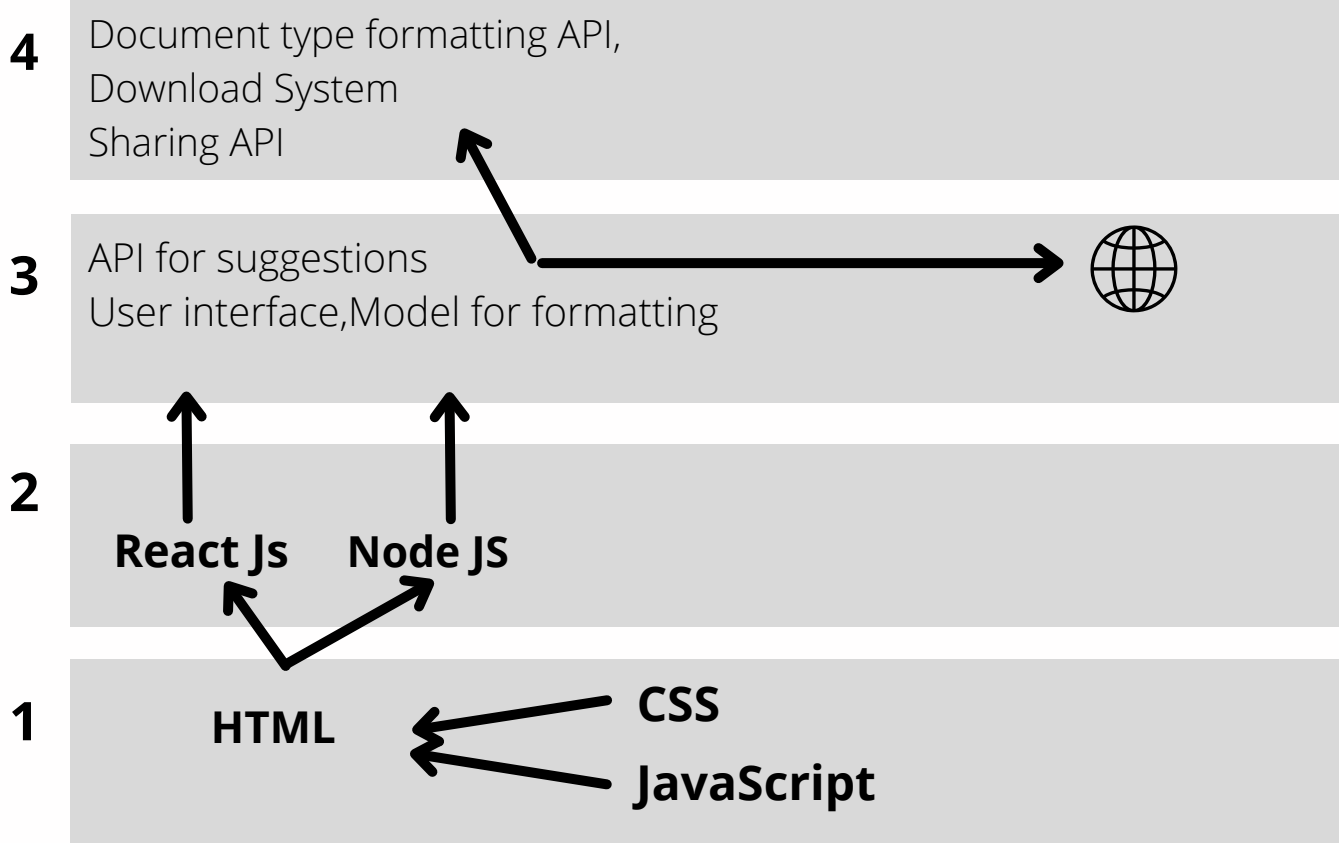 4
Document type formatting API,
Download System
Sharing API
3
API for suggestions
User interface,Model for formatting
2
React Js
Node JS
1
HTML
CSS
JavaScript